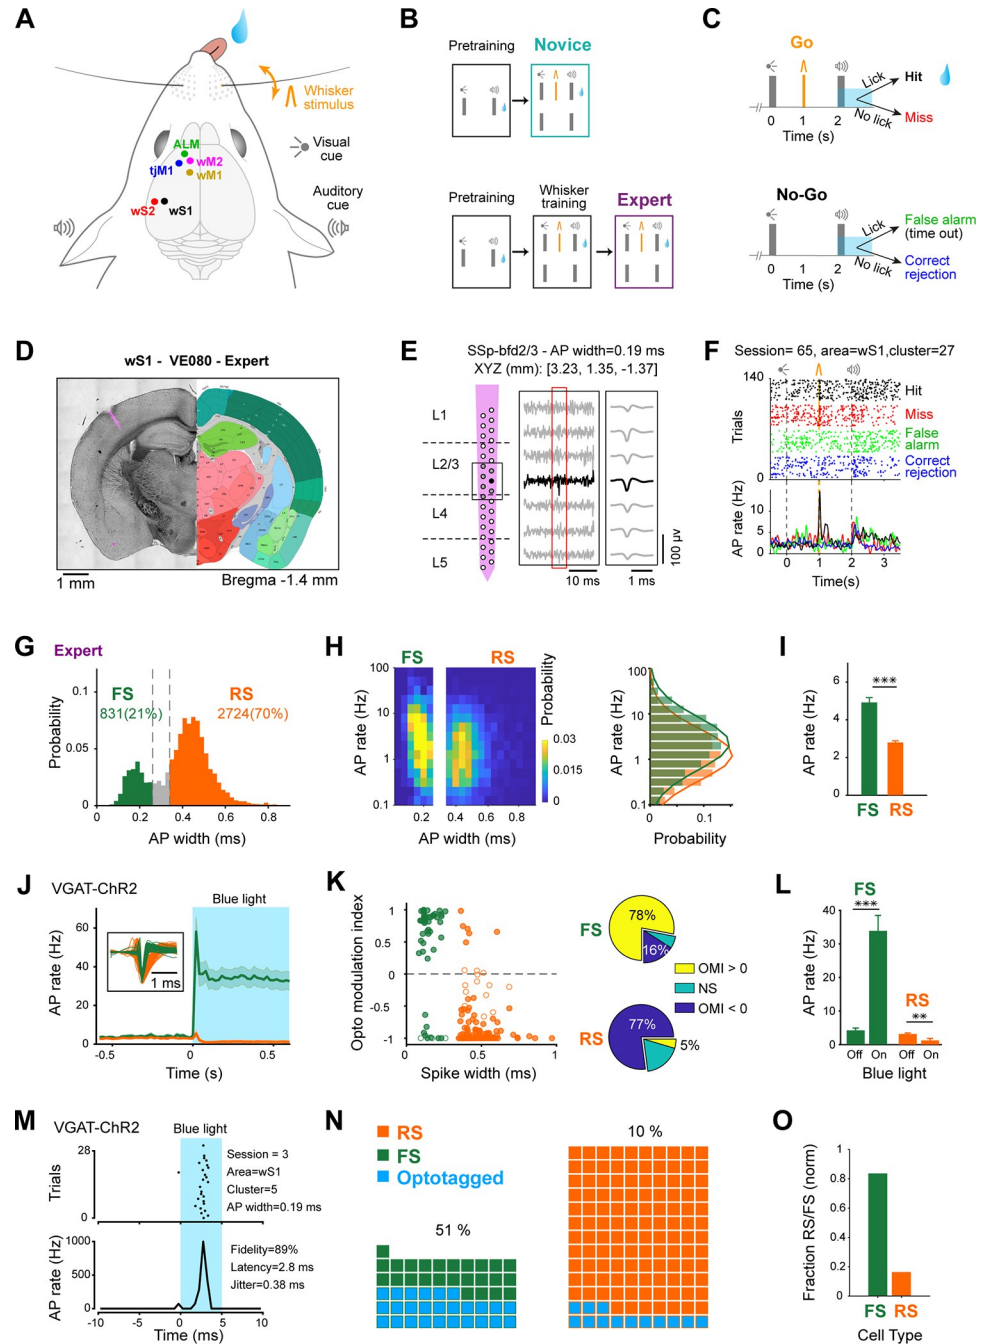 A
Whisker
stimulus
Visual
cue
Auditory
cue
ALM
wM2
tjM1
wM1
wS2
wS1
B
Pretraining
Novice
Pretraining
Whisker
training
Expert
C
Go
Lick
Hit
No lick
Miss
0 1 2
Time (s)
No-Go
Lick
False alarm
(time out)
No lick
Correct
rejection
0 1 2
Time (s)
D
wS1 - VE080 - Expert
1 mm
Bregma -1.4 mm
E
SSp-bfd2/3 - AP width=0.19 ms
XYZ (mm): [3.23, 1.35, -1.37]
L1
L2/3
L4
L5
10 ms
1 ms
100 µv
F
Session= 65, area=wS1,cluster=27
140
Trials
0
Hit
Miss
False
alarm
Correct
rejection
AP rate (Hz)
10
5
0
0 1 2 3
Time(s)
G
Expert
FS
831(21%)
RS
2724(70%)
Probability
0.1
0.05
0
0 0.2 0.4 0.6 0.8
AP width (ms)
H
FS
RS
AP rate (Hz)
100
10
1
0.1
0.2 0.4 0.6 0.8
AP width (ms)
Probability
0.03
0.015
0
AP rate (Hz)
100
10
1
0.1
0 0.1
Probability
I
***
AP rate (Hz)
6
4
2
0
FS RS
J
VGAT-ChR2
Blue light
AP rate (Hz)
60
40
20
0
1 ms
-0.5 0 0.5
Time (s)
K
Opto modulation index
1
0.5
0
-0.5
-1
0 0.5 1
Spike width (ms)
FS
78%
16%
OMI > 0
NS
OMI < 0
RS
77%
5%
L
FS
***
RS
**
AP rate (Hz)
40
30
20
10
0
Off On Off On
Blue light
M
VGAT-ChR2
Blue light
Trials
28
0
Session = 3
Area=wS1
Cluster=5
AP width=0.19 ms
AP rate (Hz)
1000
500
0
Fidelity=89%
Latency=2.8 ms
Jitter=0.38 ms
-10 -5 0 5 10
Time (ms)
N
RS
FS
Optotagged
51 %
10 %
O
Fraction RS/FS (norm)
1
0.8
0.6
0.4
0.2
0
FS RS
Cell Type